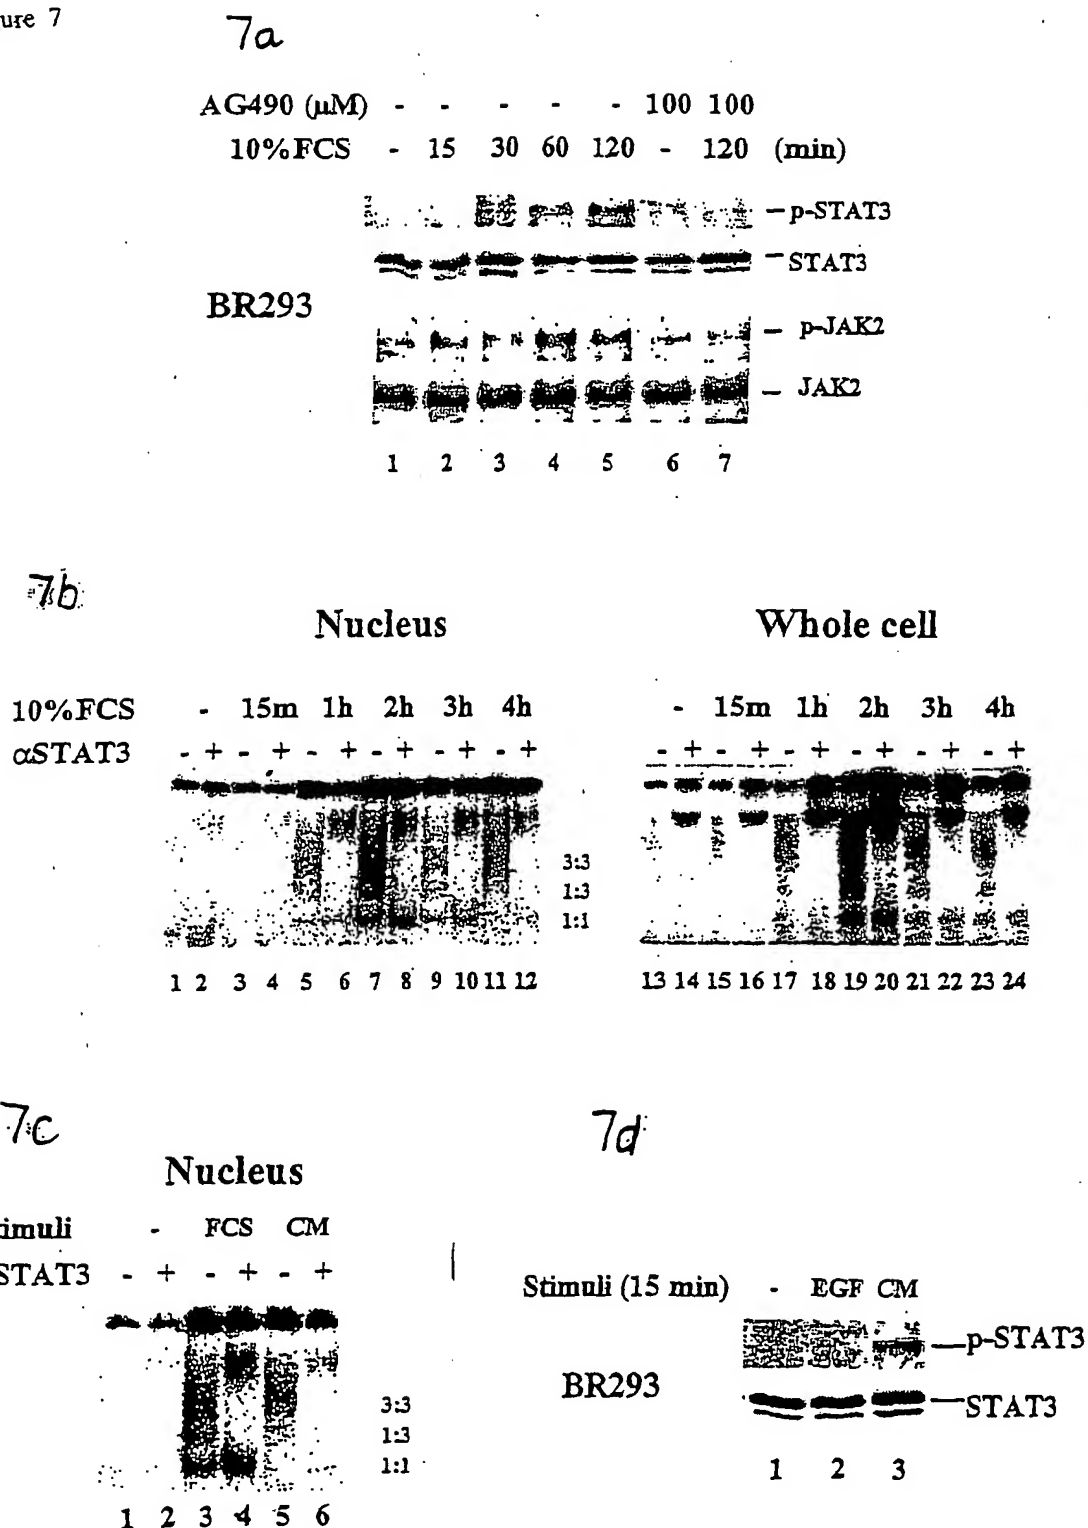 ure 7
7a
AG490 (µM) - - - - - 100 100
10%FCS - 15 30 60 120 - 120 (min)
p-STAT3
STAT3
BR293
p-JAK2
JAK2
1 2 3 4 5 6 7
7b
Nucleus
10%FCS - 15m 1h 2h 3h 4h
αSTAT3 - + - + - + - + - + - +
3:3
1:3
1:1
1 2 3 4 5 6 7 8 9 10 11 12
Whole cell
- 15m 1h 2h 3h 4h
- + - + - + - + - + - +
13 14 15 16 17 18 19 20 21 22 23 24
7c
Nucleus
imuli - FCS CM
STAT3 - + - + - +
3:3
1:3
1:1
1 2 3 4 5 6
7d
Stimuli (15 min) - EGF CM
p-STAT3
BR293
STAT3
1 2 3